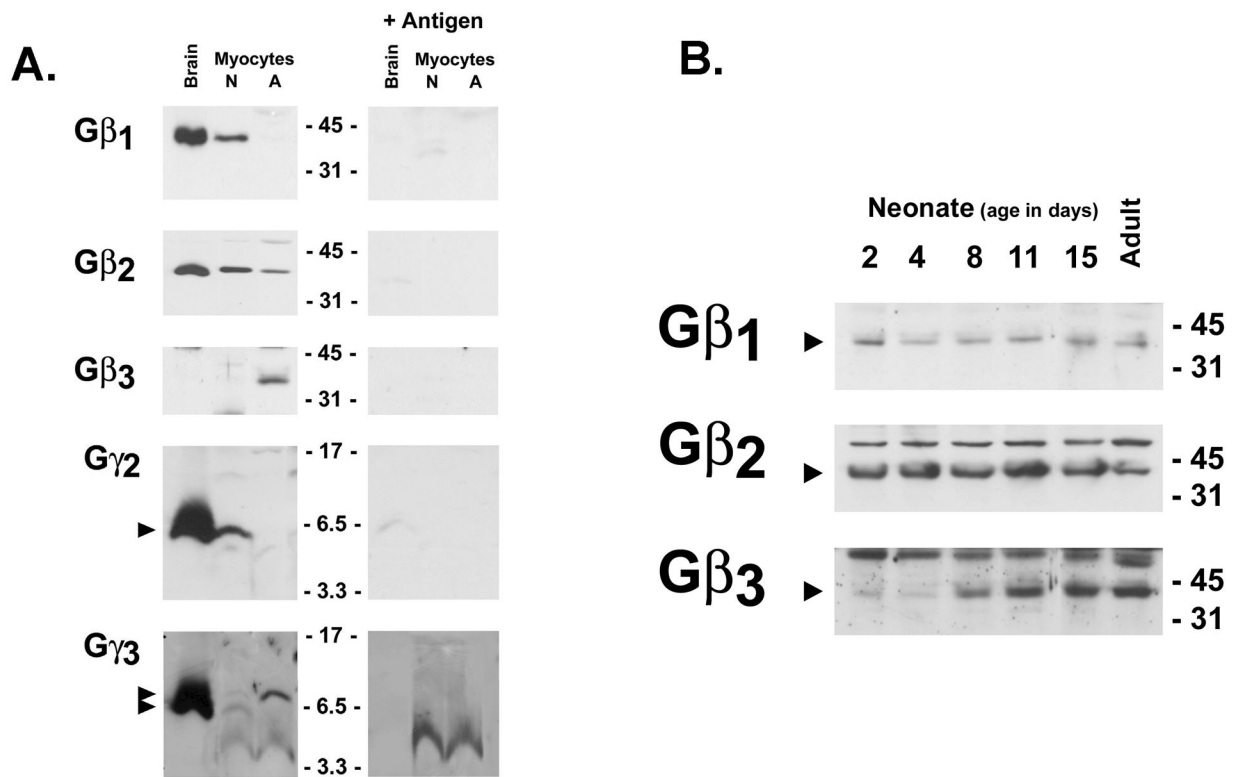 A.
+ Antigen
Brain Myocytes N A
Brain Myocytes N A
Gβ1
- 45 -
- 31 -
Gβ2
- 45 -
- 31 -
Gβ3
- 45 -
- 31 -
Gγ2
- 17 -
- 6.5 -
- 3.3 -
Gγ3
- 17 -
- 6.5 -
- 3.3 -
B.
Neonate (age in days)
2 4 8 11 15 Adult
Gβ1
- 45
- 31
Gβ2
- 45
- 31
Gβ3
- 45
- 31